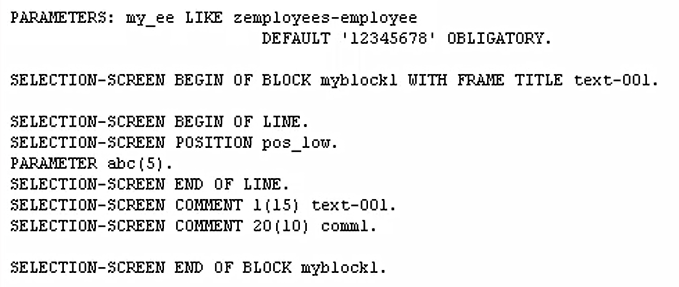 PARAMETERS: my_ee LIKE zemployees-employee
DEFAULT '12345678' OBLIGATORY.
SELECTION-SCREEN BEGIN OF BLOCK myblock1 WITH FRAME TITLE text-001.
SELECTION-SCREEN BEGIN OF LINE.
SELECTION-SCREEN POSITION pos_low.
PARAMETER abc(5).
SELECTION-SCREEN END OF LINE.
SELECTION-SCREEN COMMENT 1(15) text-001.
SELECTION-SCREEN COMMENT 20(10) comm1.
SELECTION-SCREEN END OF BLOCK myblock1.